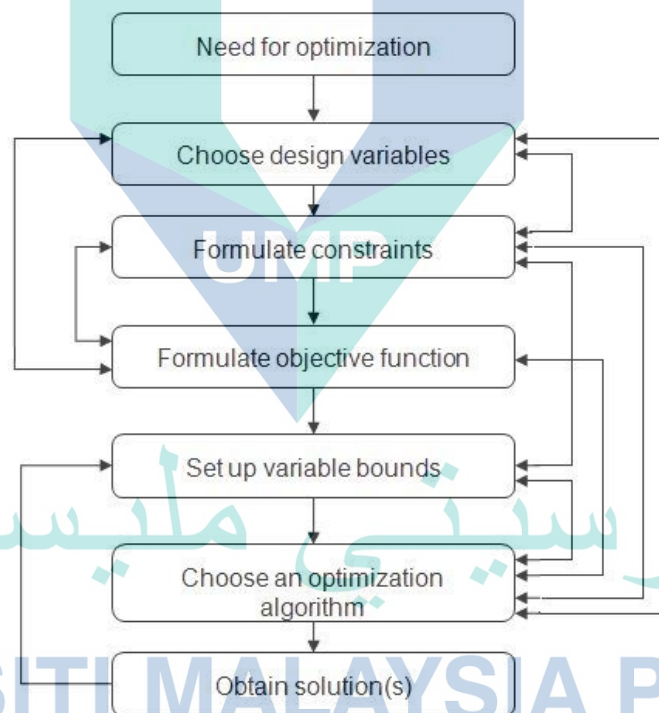 Need for optimization
Choose design variables
Formulate constraints
UMP
Formulate objective function
Set up variable bounds
Choose an optimization
algorithm
Obtain solution(s)
SITI MALAYSIA P